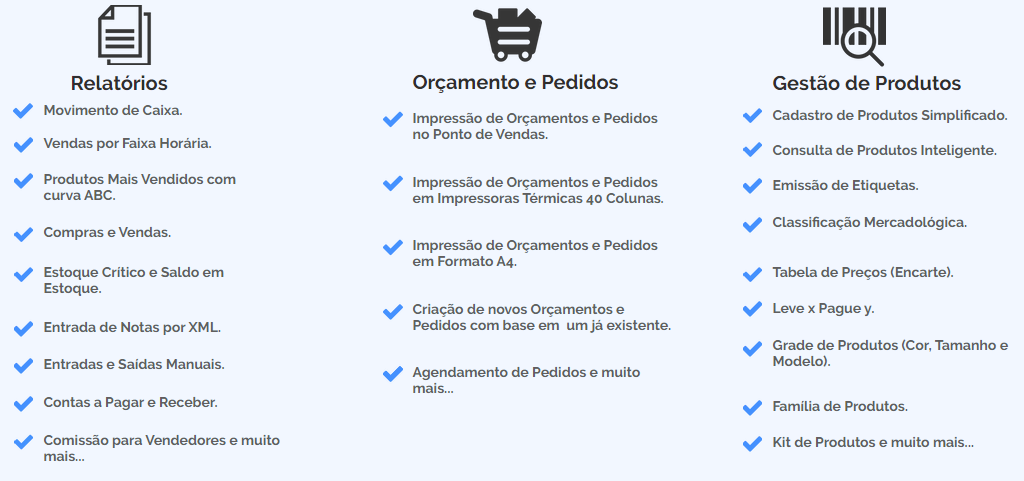 Relatórios
Movimento de Caixa.
Vendas por Faixa Horária.
Produtos Mais Vendidos com
curva ABC.
Compras e Vendas.
Estoque Crítico e Saldo em
Estoque.
Entrada de Notas por XML.
Entradas e Saídas Manuais.
Contas a Pagar e Receber.
Comissão para Vendedores e muito
mais...
Orçamento e Pedidos
Impressão de Orçamentos e Pedidos
no Ponto de Vendas.
Impressão de Orçamentos e Pedidos
em Impressoras Térmicas 40 Colunas.
Impressão de Orçamentos e Pedidos
em Formato A4.
Criação de novos Orçamentos e
Pedidos com base em  um já existente.
Agendamento de Pedidos e muito
mais...
Gestão de Produtos
Cadastro de Produtos Simplificado.
Consulta de Produtos Inteligente.
Emissão de Etiquetas.
Classificação Mercadológica.
Tabela de Preços (Encarte).
Leve x Pague y.
Grade de Produtos (Cor, Tamanho e
Modelo).
Família de Produtos.
Kit de Produtos e muito mais...